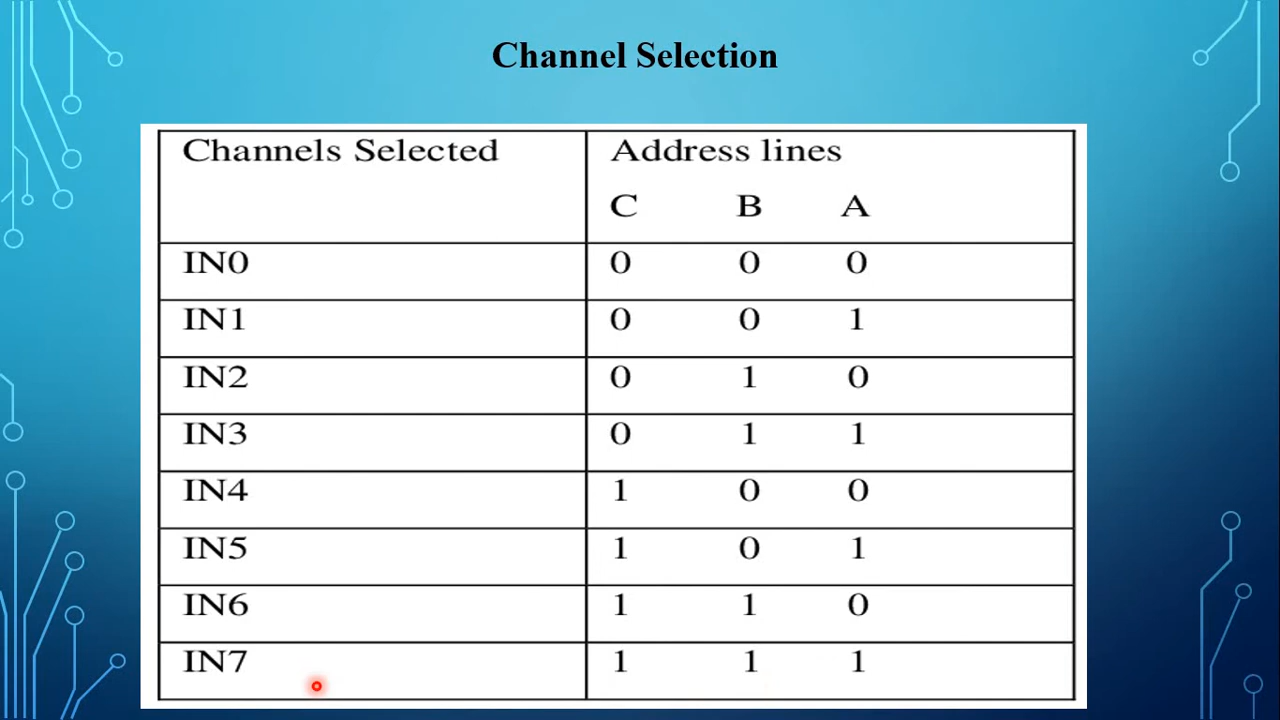 Channel Selection
Channels Selected Address lines
C B A
IN0 0 0 0
IN1 0 0 1
IN2 0 1 0
IN3 0 1 1
IN4 1 0 0
IN5 1 0 1
IN6 1 1 0
IN7 1 1 1